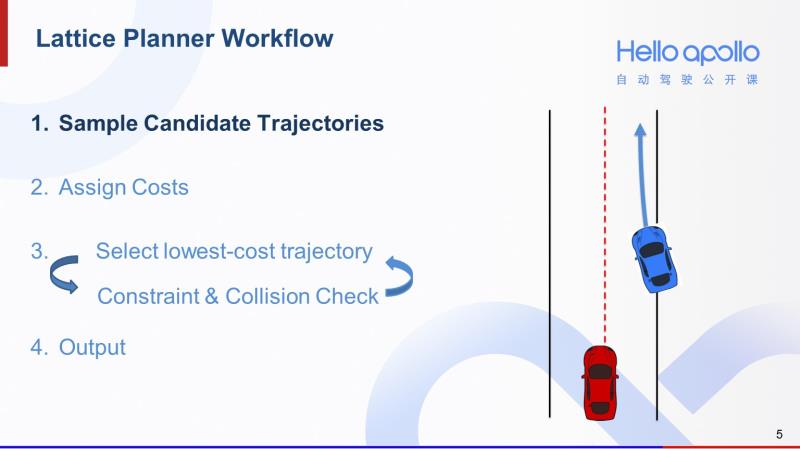 Lattice Planner Workflow
Hello apollo
自动驾驶公开课
1. Sample Candidate Trajectories
2. Assign Costs
3. Select lowest-cost trajectory
Constraint & Collision Check
4. Output
5